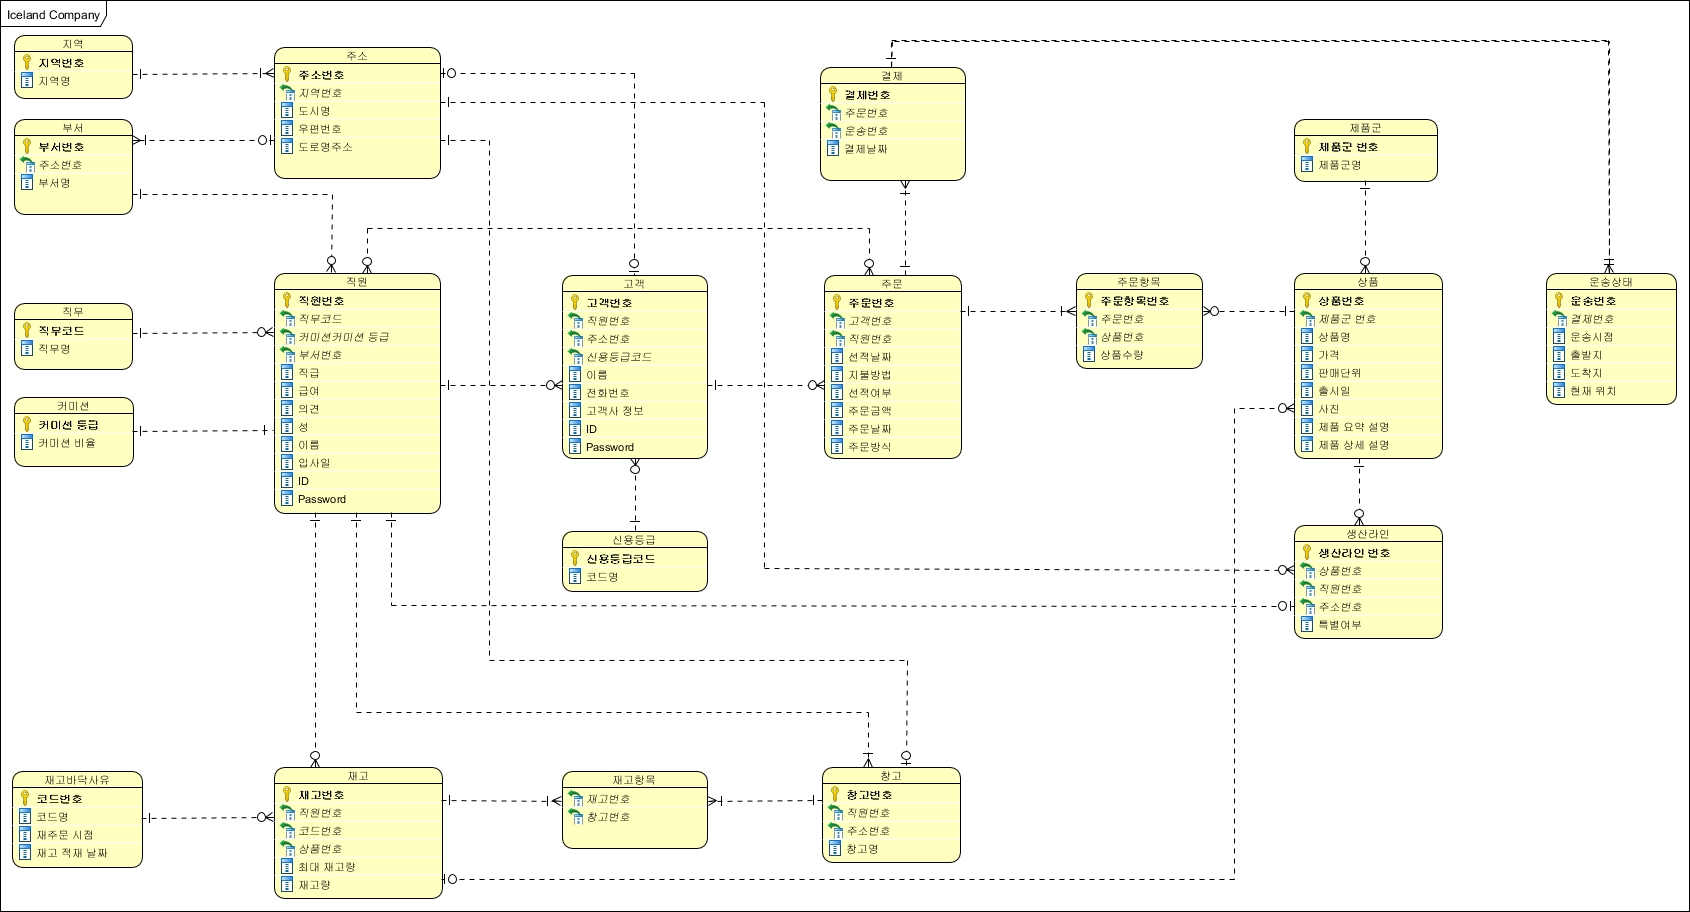 Iceland Company
지역
지역번호
지역명
부서
부서번호
주소번호
부서명
주소
주소번호
지역번호
도시명
우편번호
도로명주소
결제
결제번호
주문번호
운송번호
결제날짜
제품군
제품군 번호
제품군명
직무
직무코드
직무명
커미션
커미션 등급
커미션 비율
직원
직원번호
직무코드
커미션커미션 등급
부서번호
직급
급여
의견
성
이름
입사일
ID
Password
고객
고객번호
직원번호
주소번호
신용등급코드
이름
전화번호
고객사 정보
ID
Password
주문
주문번호
고객번호
직원번호
선적날짜
지불방법
선적여부
주문금액
주문날짜
주문방식
주문항목
주문항목번호
주문번호
상품번호
상품수량
상품
상품번호
제품군 번호
상품명
가격
판매단위
출시일
사진
제품 요약 설명
제품 상세 설명
운송상태
운송번호
결제번호
운송시점
출발지
도착지
현재 위치
신용등급
신용등급코드
코드명
생산라인
생산라인 번호
상품번호
직원번호
주소번호
특별여부
재고바닥사유
코드번호
코드명
재주문 시점
재고 적재 날짜
재고
재고번호
직원번호
코드번호
상품번호
최대 재고량
재고량
재고항목
재고번호
창고번호
창고
창고번호
직원번호
주소번호
창고명